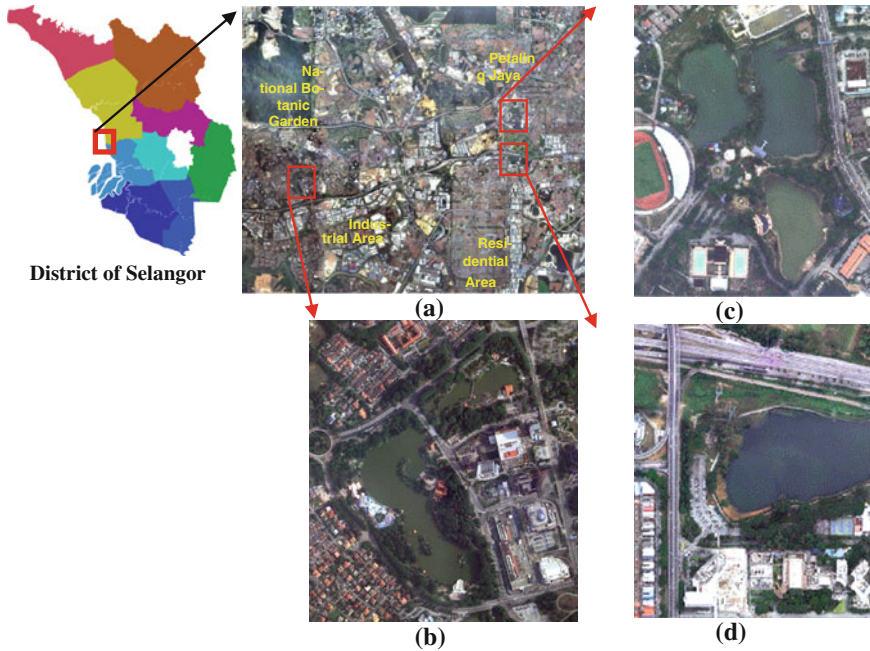 District of Selangor
Na-
tional Bo-
tanic
Garden
Petalin
g Jaya
Indus-
trial Area
Resi-
dential
Area
(a)
(b)
(c)
(d)